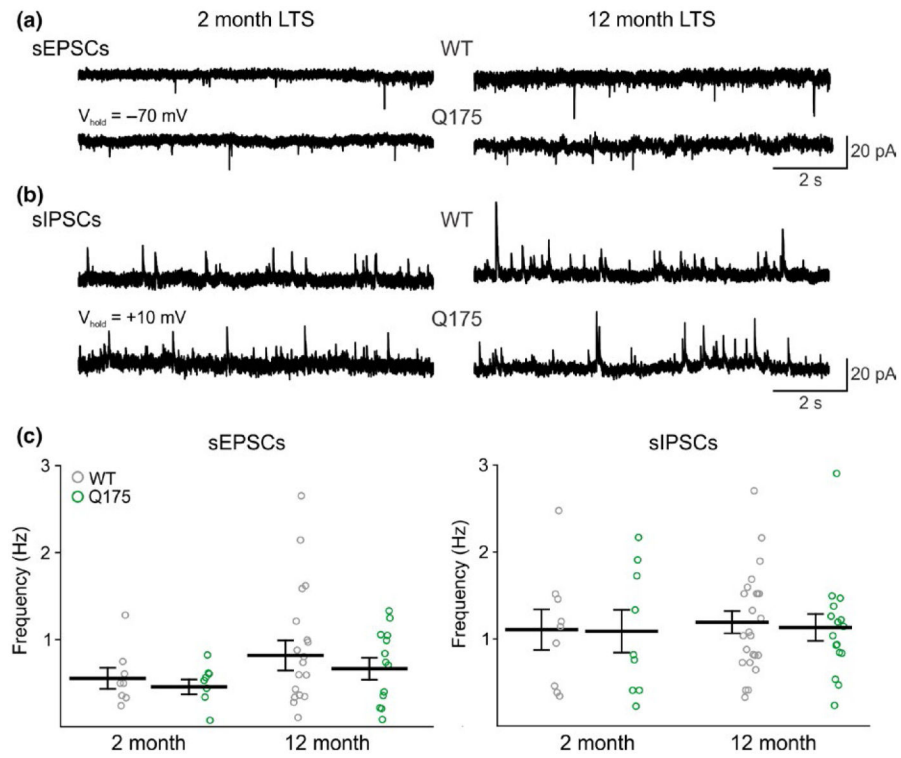 (a)
2 month LTS
12 month LTS
sEPSCs
WT
Vhold = –70 mV
Q175
20 pA
2 s
(b)
sIPSCs
WT
Vhold = +10 mV
Q175
20 pA
2 s
(c)
sEPSCs
sIPSCs
3
WT
Q175
2
1
Frequency (Hz)
2 month
12 month
3
2
1
Frequency (Hz)
2 month
12 month